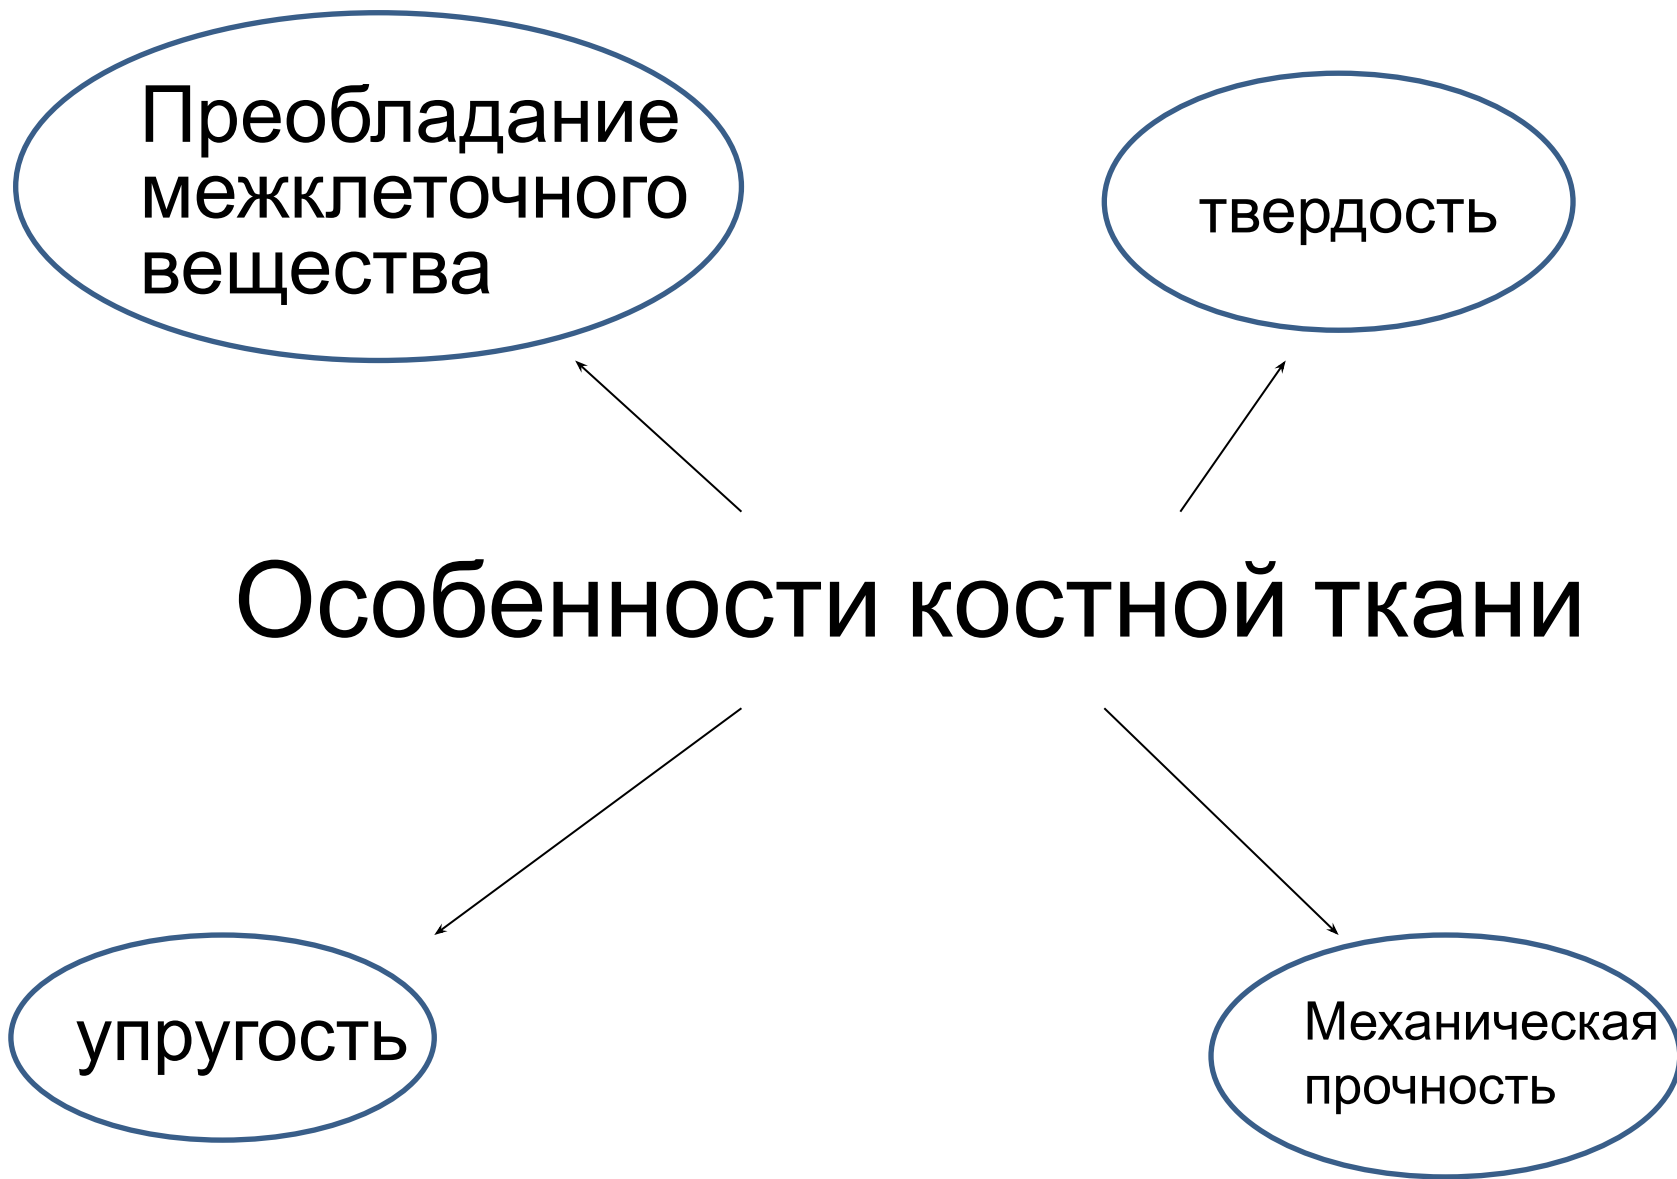 Преобладание
межклеточного
вещества
твердость
Особенности костной ткани
упругость
Механическая
прочность